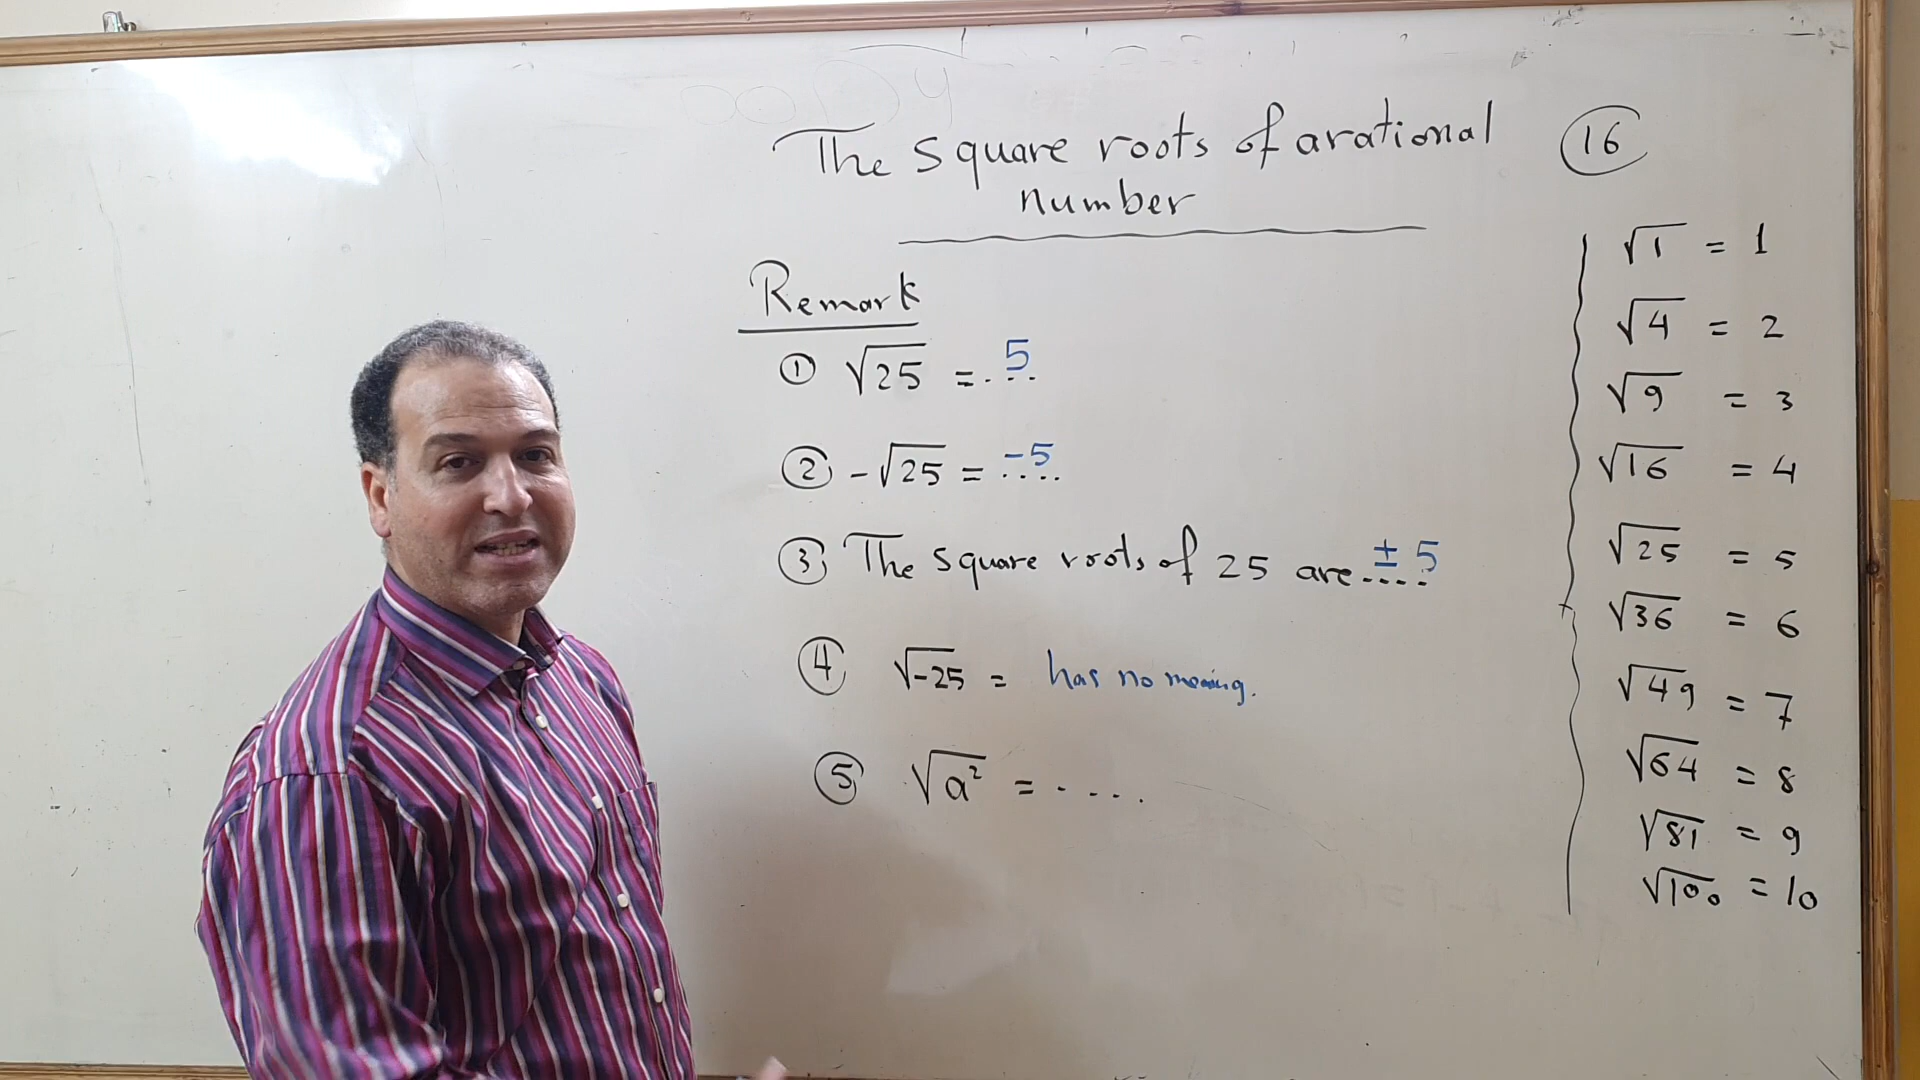 The square roots of arational
number
16
Remark
① √25 = .5...
② -√25 = -5....
③ The square roots of 25 are ±5....
④ √-25 = has no meaning.
⑤ √a² = .....
√1 = 1
√4 = 2
√9 = 3
√16 = 4
√25 = 5
√36 = 6
√49 = 7
√64 = 8
√81 = 9
√100 = 10